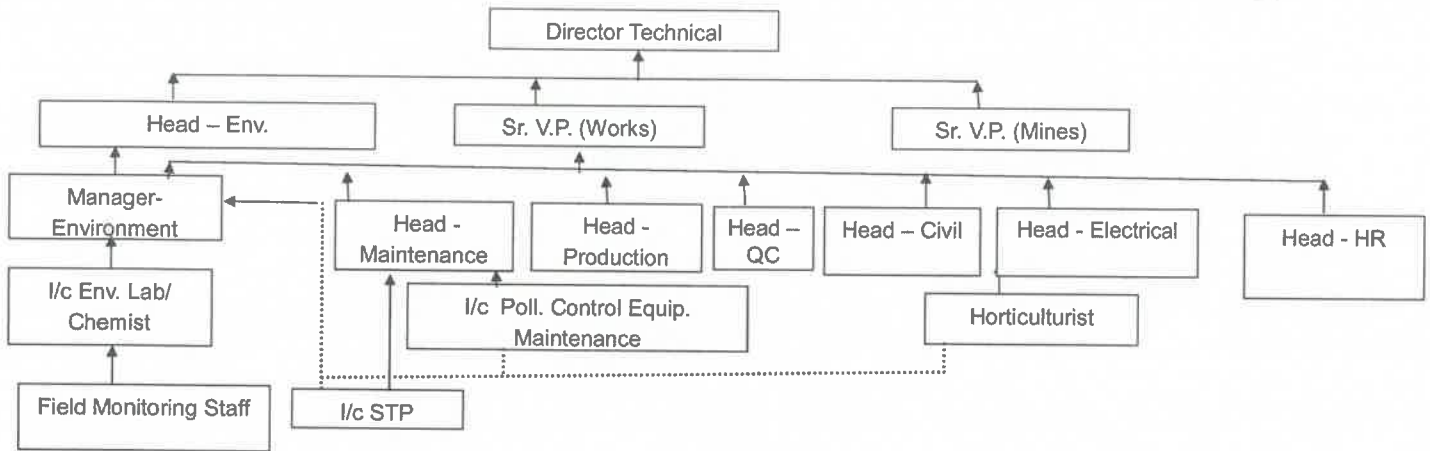 Director Technical
Head – Env.
Sr. V.P. (Works)
Sr. V.P. (Mines)
Manager-
Environment
Head -
Maintenance
Head -
Production
Head –
QC
Head – Civil
Head - Electrical
Head - HR
I/c Env. Lab/
Chemist
I/c Poll. Control Equip.
Maintenance
Horticulturist
Field Monitoring Staff
I/c STP